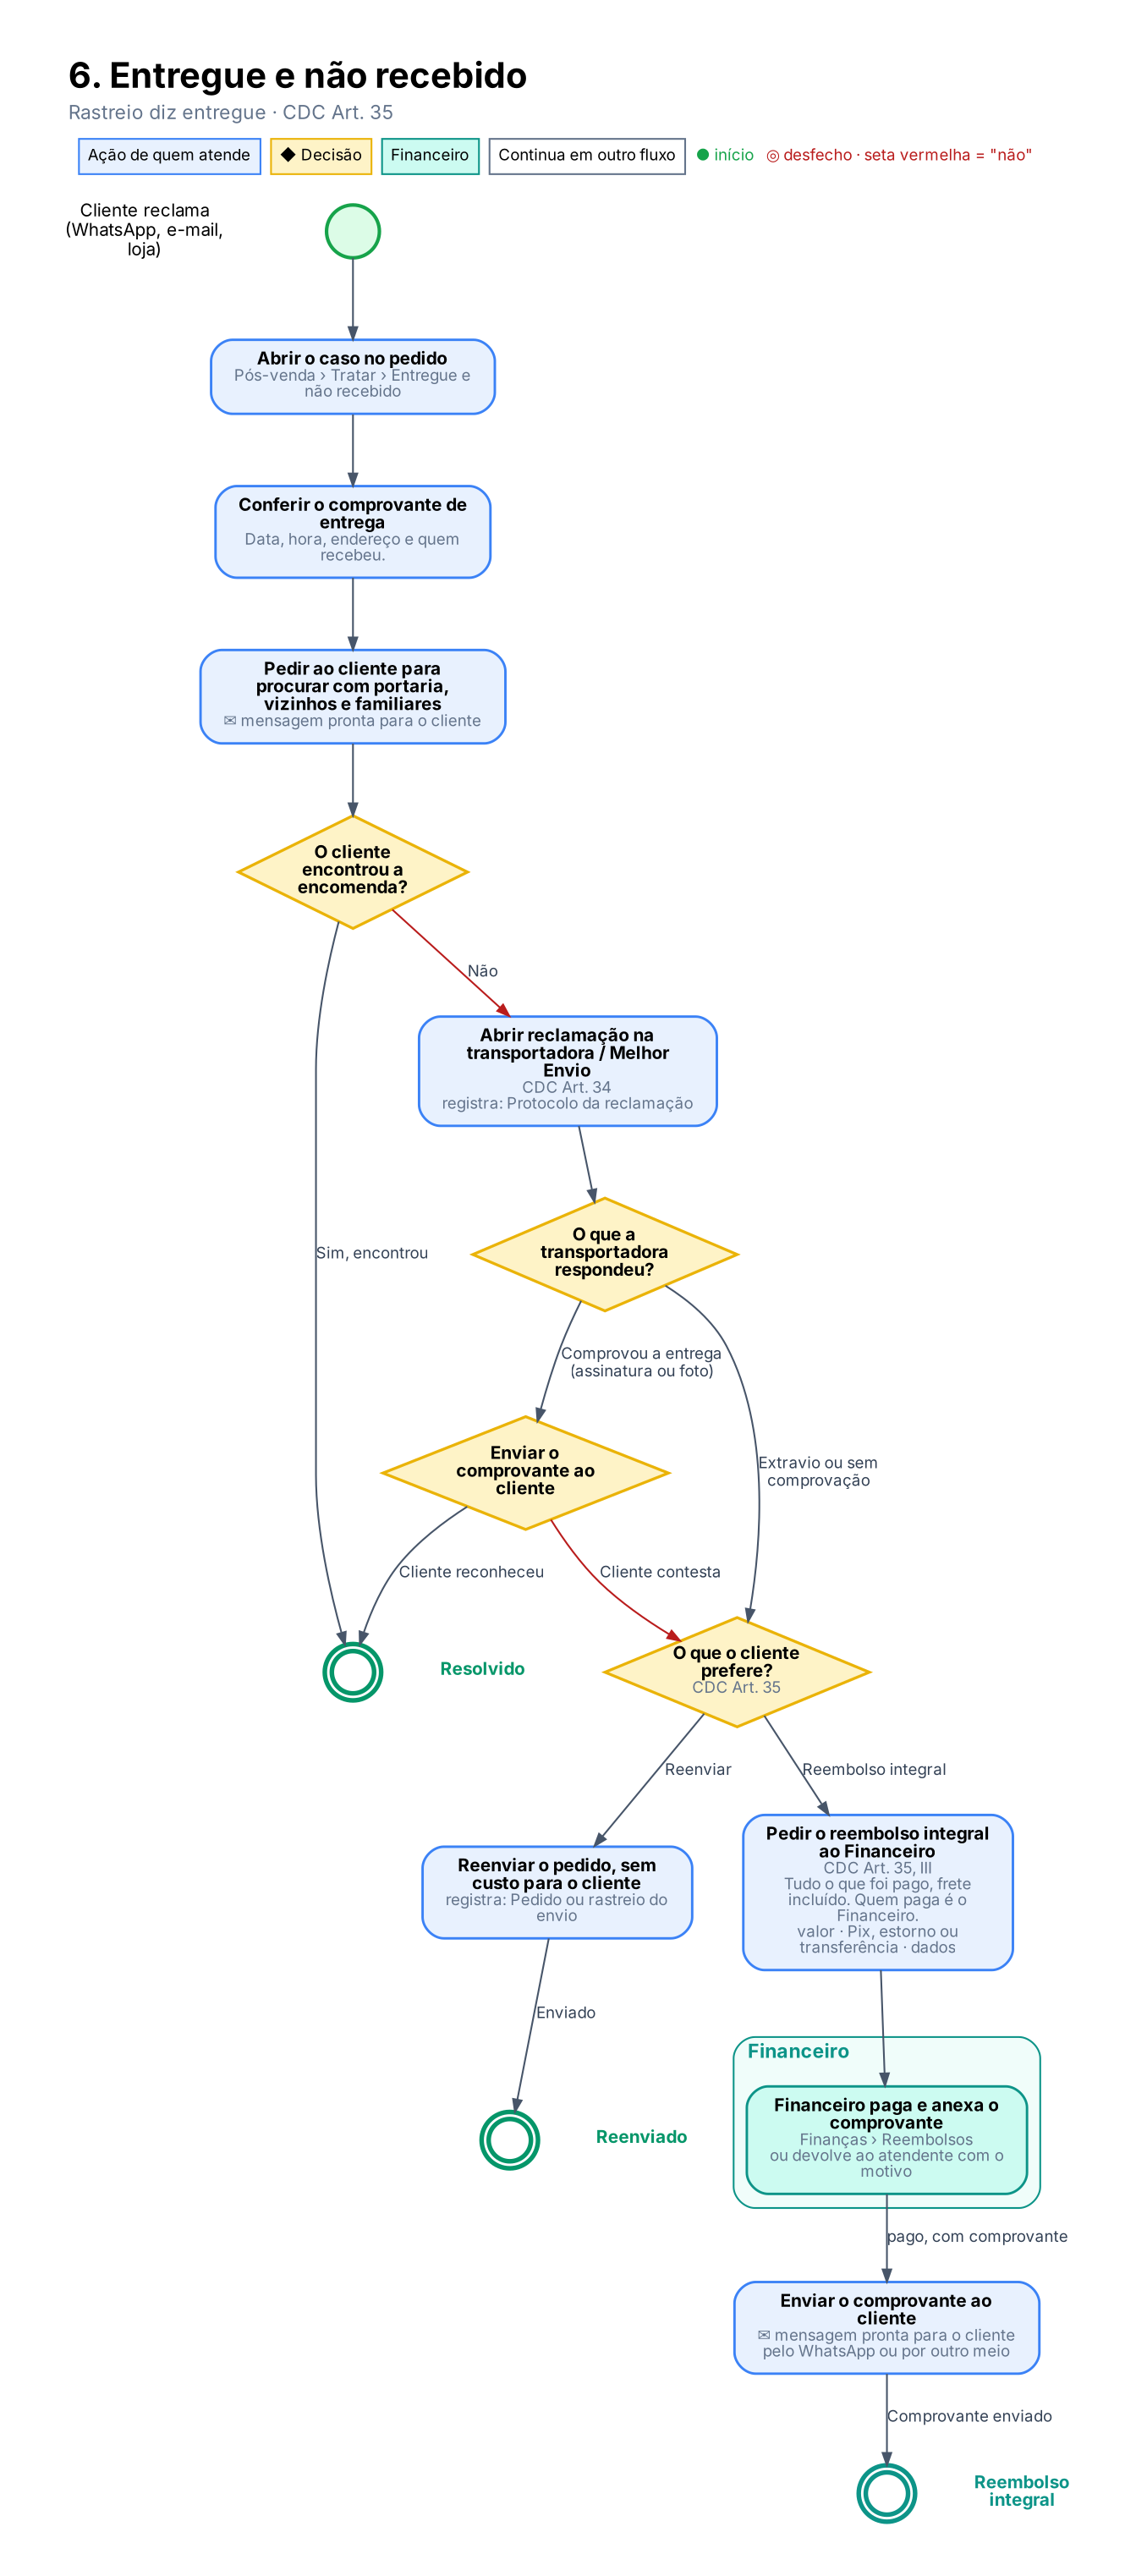 6. Entregue e não recebido
Rastreio diz entregue · CDC Art. 35
Ação de quem atende
◆ Decisão
Financeiro
Continua em outro fluxo
● início
◎ desfecho · seta vermelha = "não"
Cliente reclama
(WhatsApp, e-mail,
loja)
Abrir o caso no pedido
Pós-venda › Tratar › Entregue e
não recebido
Conferir o comprovante de
entrega
Data, hora, endereço e quem
recebeu.
Pedir ao cliente para
procurar com portaria,
vizinhos e familiares
✉ mensagem pronta para o cliente
O cliente
encontrou a
encomenda?
Não
Abrir reclamação na
transportadora / Melhor
Envio
CDC Art. 34
registra: Protocolo da reclamação
O que a
transportadora
respondeu?
Sim, encontrou
Comprovou a entrega
(assinatura ou foto)
Extravio ou sem
comprovação
Enviar o
comprovante ao
cliente
Cliente reconheceu
Cliente contesta
Resolvido
O que o cliente
prefere?
CDC Art. 35
Reenviar
Reembolso integral
Reenviar o pedido, sem
custo para o cliente
registra: Pedido ou rastreio do
envio
Pedir o reembolso integral
ao Financeiro
CDC Art. 35, III
Tudo o que foi pago, frete
incluído. Quem paga é o
Financeiro.
valor · Pix, estorno ou
transferência · dados
Enviado
Financeiro
Financeiro paga e anexa o
comprovante
Finanças › Reembolsos
ou devolve ao atendente com o
motivo
Reenviado
pago, com comprovante
Enviar o comprovante ao
cliente
✉ mensagem pronta para o cliente
pelo WhatsApp ou por outro meio
Comprovante enviado
Reembolso
integral